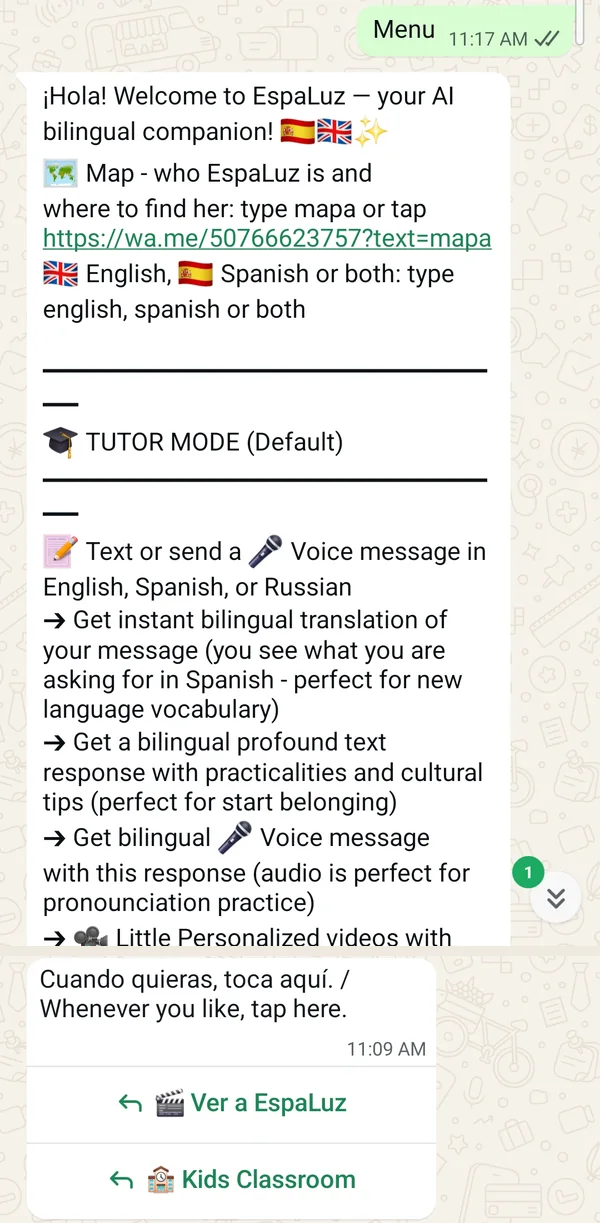 Menu 11:17 AM
¡Hola! Welcome to EspaLuz — your AI
bilingual companion! 🇪🇸🇬🇧✨
🗺️ Map - who EspaLuz is and
where to find her: type mapa or tap
https://wa.me/50766623757?text=mapa
🇬🇧 English, 🇪🇸 Spanish or both: type
english, spanish or both
🎓 TUTOR MODE (Default)
📝 Text or send a 🎤 Voice message in
English, Spanish, or Russian
➔ Get instant bilingual translation of
your message (you see what you are
asking for in Spanish - perfect for new
language vocabulary)
➔ Get a bilingual profound text
response with practicalities and cultural
tips (perfect for start belonging)
➔ Get bilingual 🎤 Voice message
with this response (audio is perfect for
pronounciation practice)
1
➔ 🎥 Little Personalized videos with
Cuando quieras, toca aquí. /
Whenever you like, tap here.
11:09 AM
🎬 Ver a EspaLuz
🏫 Kids Classroom